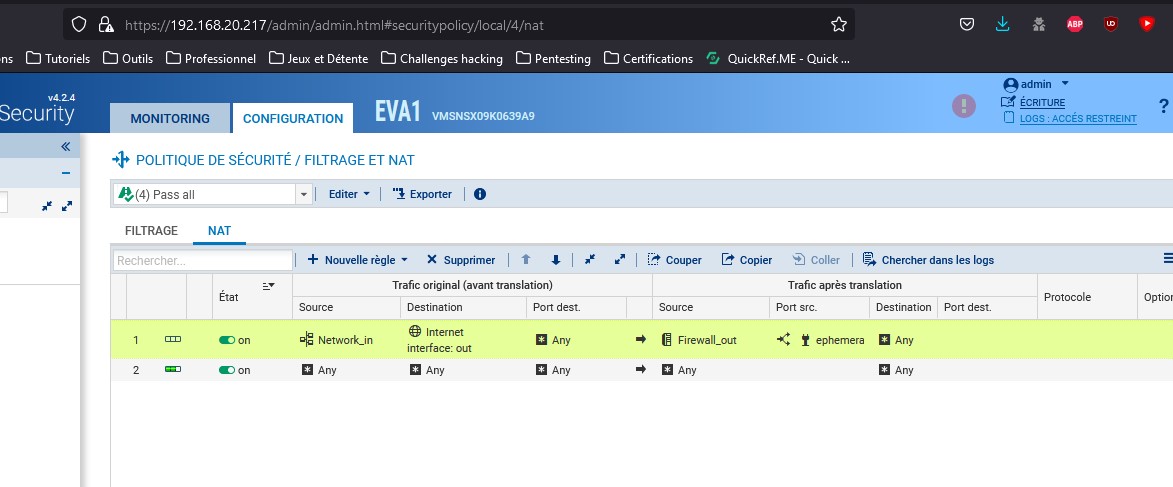 https://192.168.20.217/admin/admin.html#securitypolicy/local/4/nat
ABP
UD
ns Tutoriels Outils Professionnel Jeux et Détente Challenges hacking Pentesting Certifications QuickRef.ME - Quick ...
v4.2.4
Security
MONITORING
CONFIGURATION
EVA1 VMSNSX09K0639A9
admin
ÉCRITURE
LOGS : ACCÉS RESTREINT
?
POLITIQUE DE SÉCURITÉ / FILTRAGE ET NAT
(4) Pass all Editer Exporter
FILTRAGE NAT
Rechercher... Nouvelle règle Supprimer Couper Copier Coller Chercher dans les logs
État Trafic original (avant translation) Trafic après translation Protocole Option
Source Destination Port dest. Source Port src. Destination Port dest.
1 on Network_in Internet
interface: out Any Firewall_out ephemera Any
2 on Any Any Any Any Any